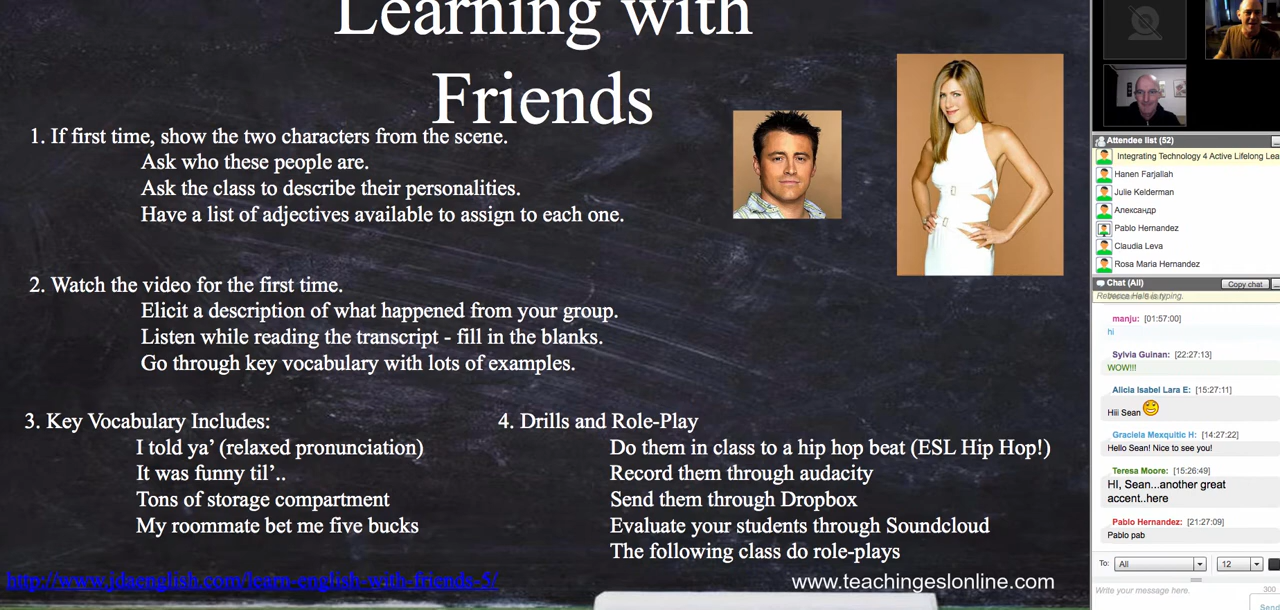 Learning with
Friends
1. If first time, show the two characters from the scene.
Ask who these people are.
Ask the class to describe their personalities.
Have a list of adjectives available to assign to each one.
2. Watch the video for the first time.
Elicit a description of what happened from your group.
Listen while reading the transcript - fill in the blanks.
Go through key vocabulary with lots of examples.
3. Key Vocabulary Includes:
I told ya’ (relaxed pronunciation)
It was funny til’..
Tons of storage compartment
My roommate bet me five bucks
4. Drills and Role-Play
Do them in class to a hip hop beat (ESL Hip Hop!)
Record them through audacity
Send them through Dropbox
Evaluate your students through Soundcloud
The following class do role-plays
http://www.jdaenglish.com/learn-english-with-friends-5/
www.teachingeslonline.com
Attendee list (52)
Integrating Technology 4 Active Lifelong Lea
Hanen Farjallah
Julie Kelderman
Александр
Pablo Hernandez
Claudia Leva
Rosa Maria Hernandez
Chat (All)
Copy chat
is typing.
manju: [01:57:00]
hi
Sylvia Guinan: [22:27:13]
WOW!!!
Alicia Isabel Lara E: [15:27:11]
Hiii Sean
Graciela Mexquitic H: [14:27:22]
Hello Sean! Nice to see you!
Teresa Moore: [15:26:49]
HI, Sean...another great
accent..here
Pablo Hernandez: [21:27:09]
Pablo pab
To: All 12
Write your message here. 300
Send